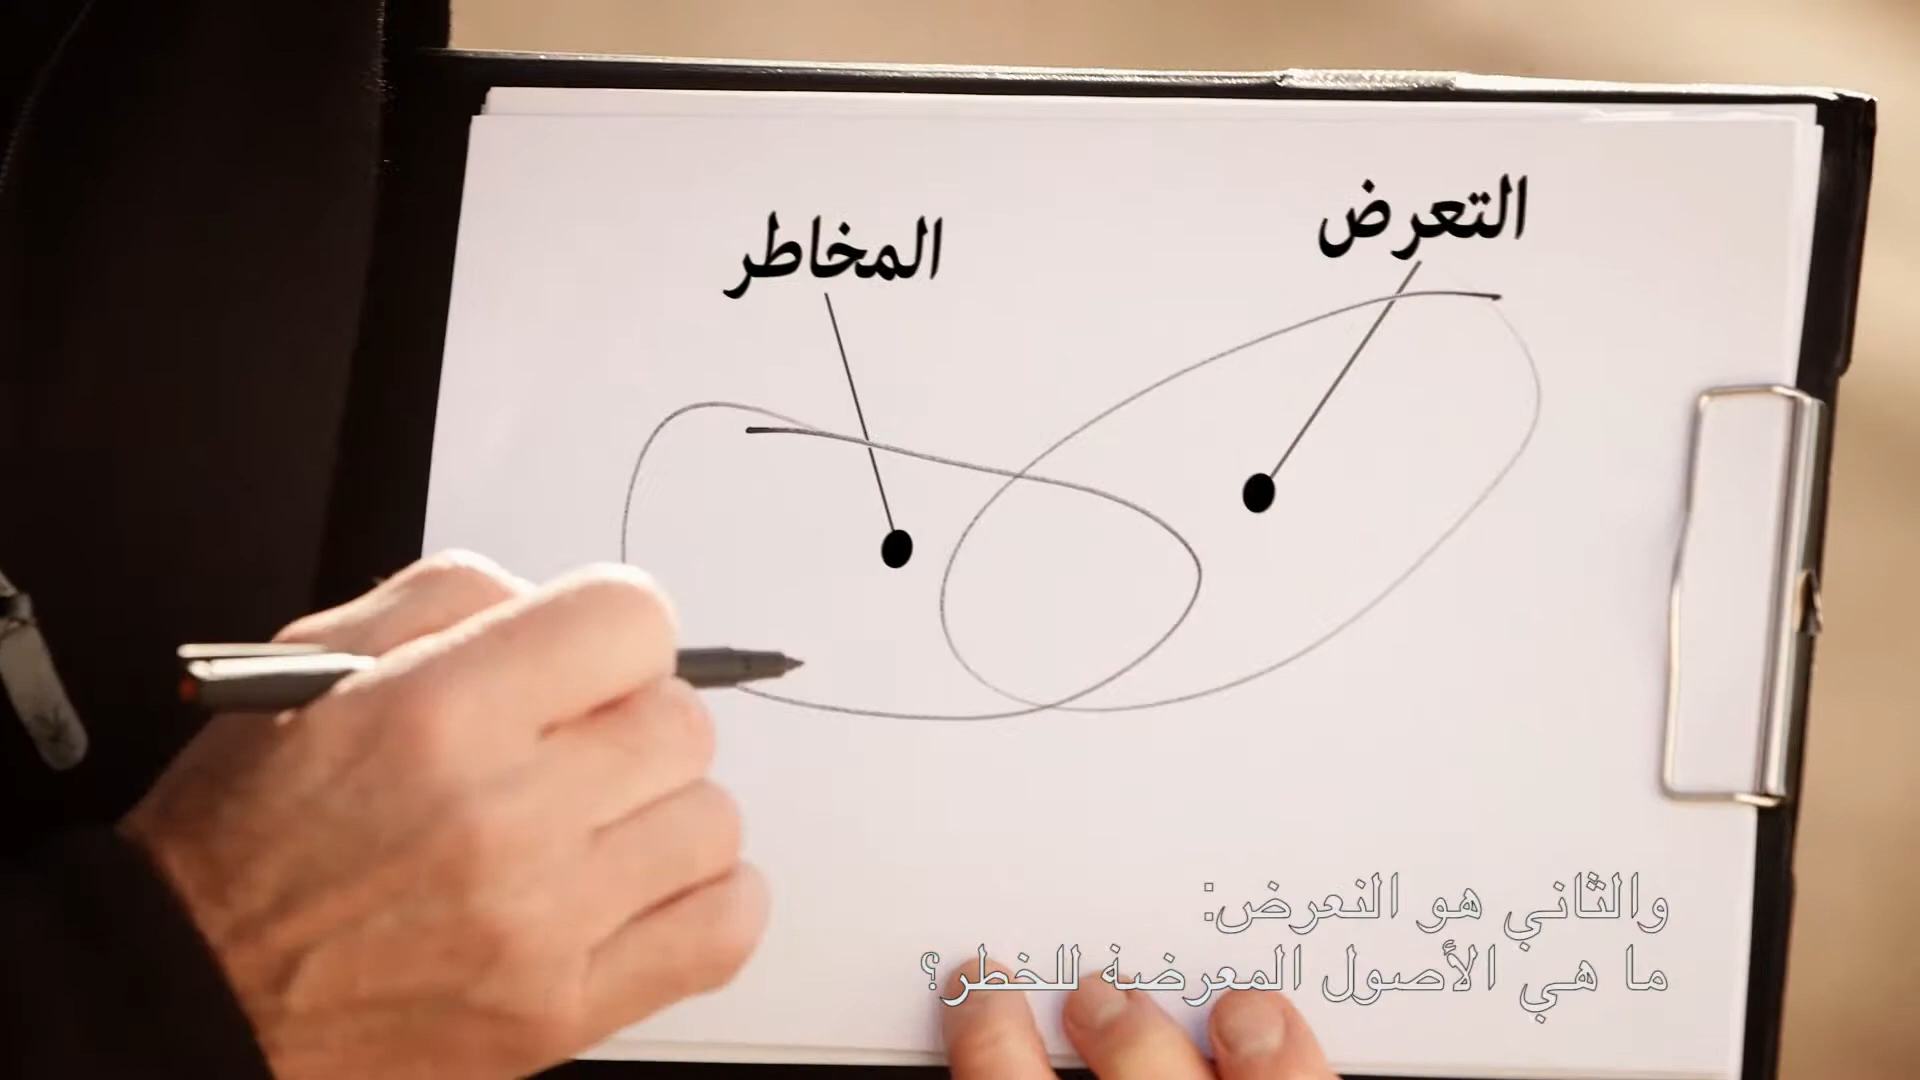 التعرض
المخاطر
والثاني هو التعرض:
ما هي الأصول المعرضة للخطر؟